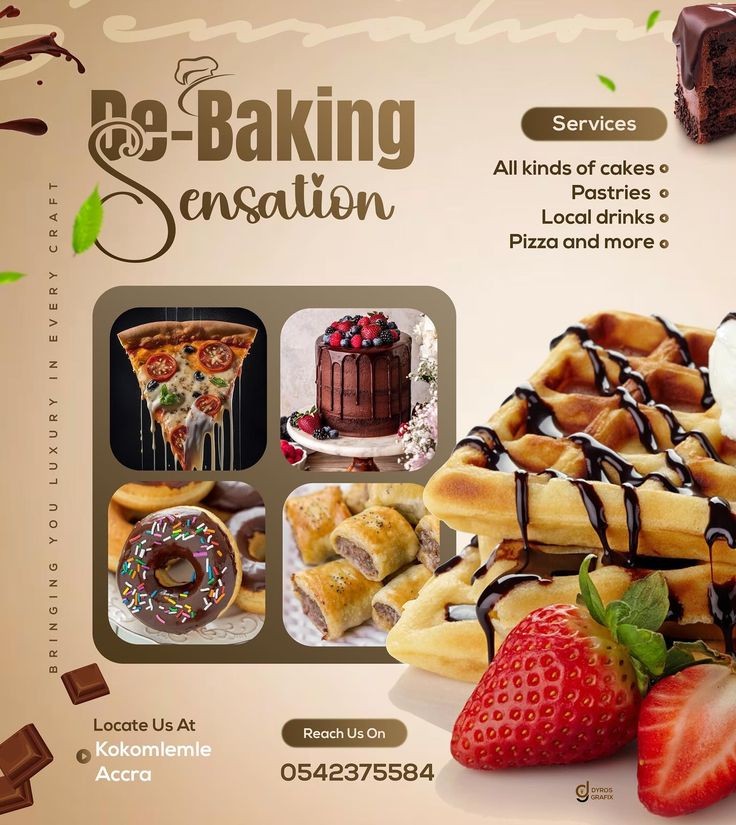 Sensation
De-Baking
Sensation
Services
All kinds of cakes
Pastries
Local drinks
Pizza and more
BRINGING YOU LUXURY IN EVERY CRAFT
Locate Us At
Kokomlemle
Accra
Reach Us On
0542375584
DYROS
GRAFIX